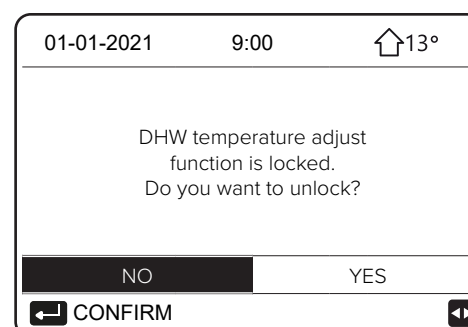 01-01-2021 9:00 13°
DHW temperature adjust
function is locked.
Do you want to unlock?
NO YES
CONFIRM